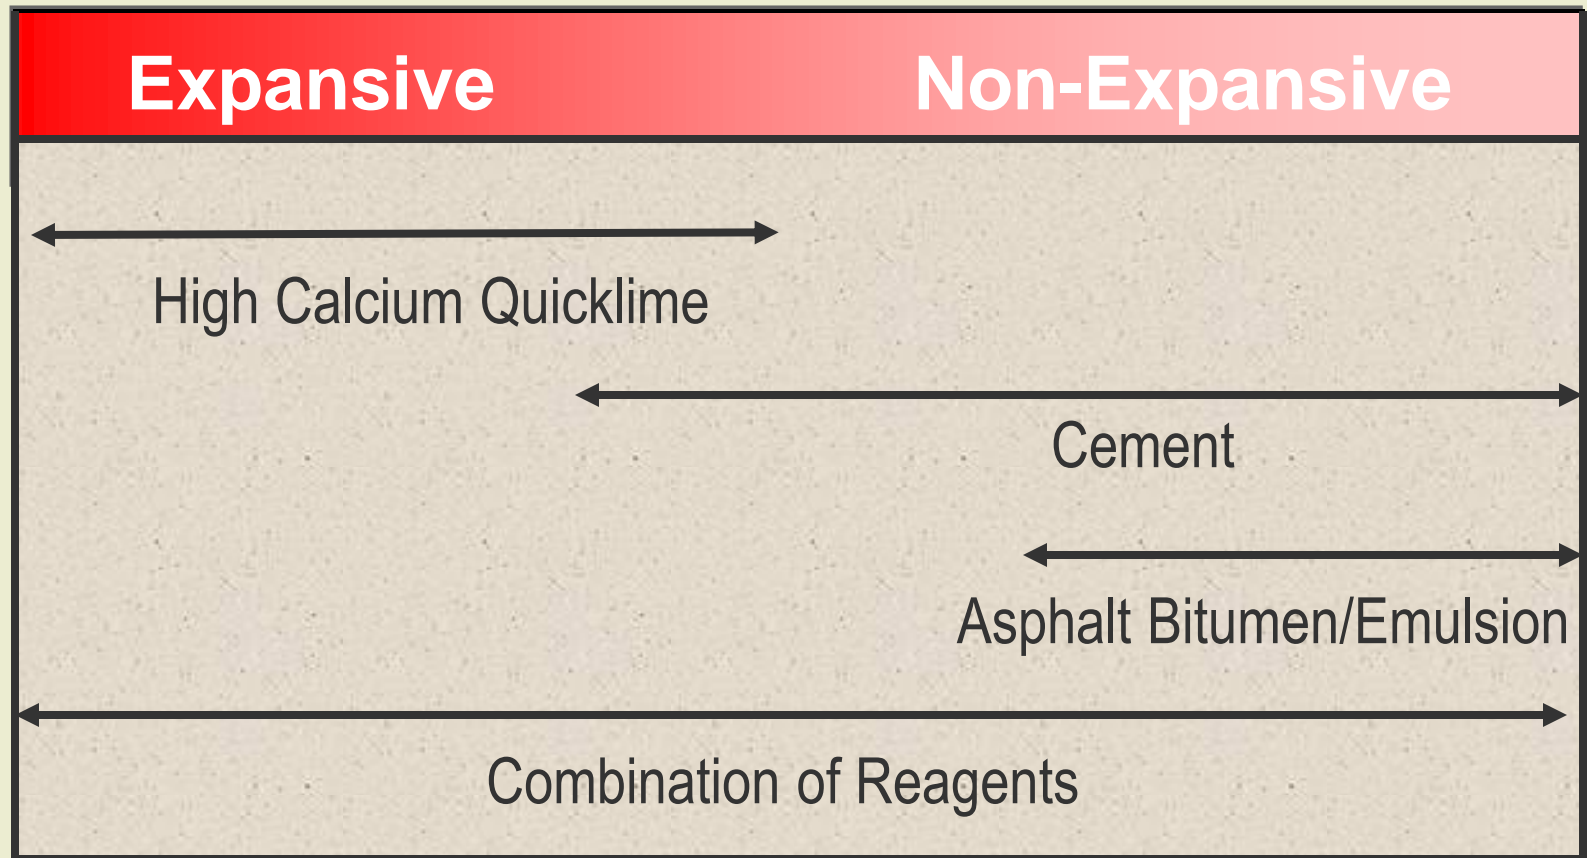 Expansive Non-Expansive
High Calcium Quicklime
Cement
Asphalt Bitumen/Emulsion
Combination of Reagents